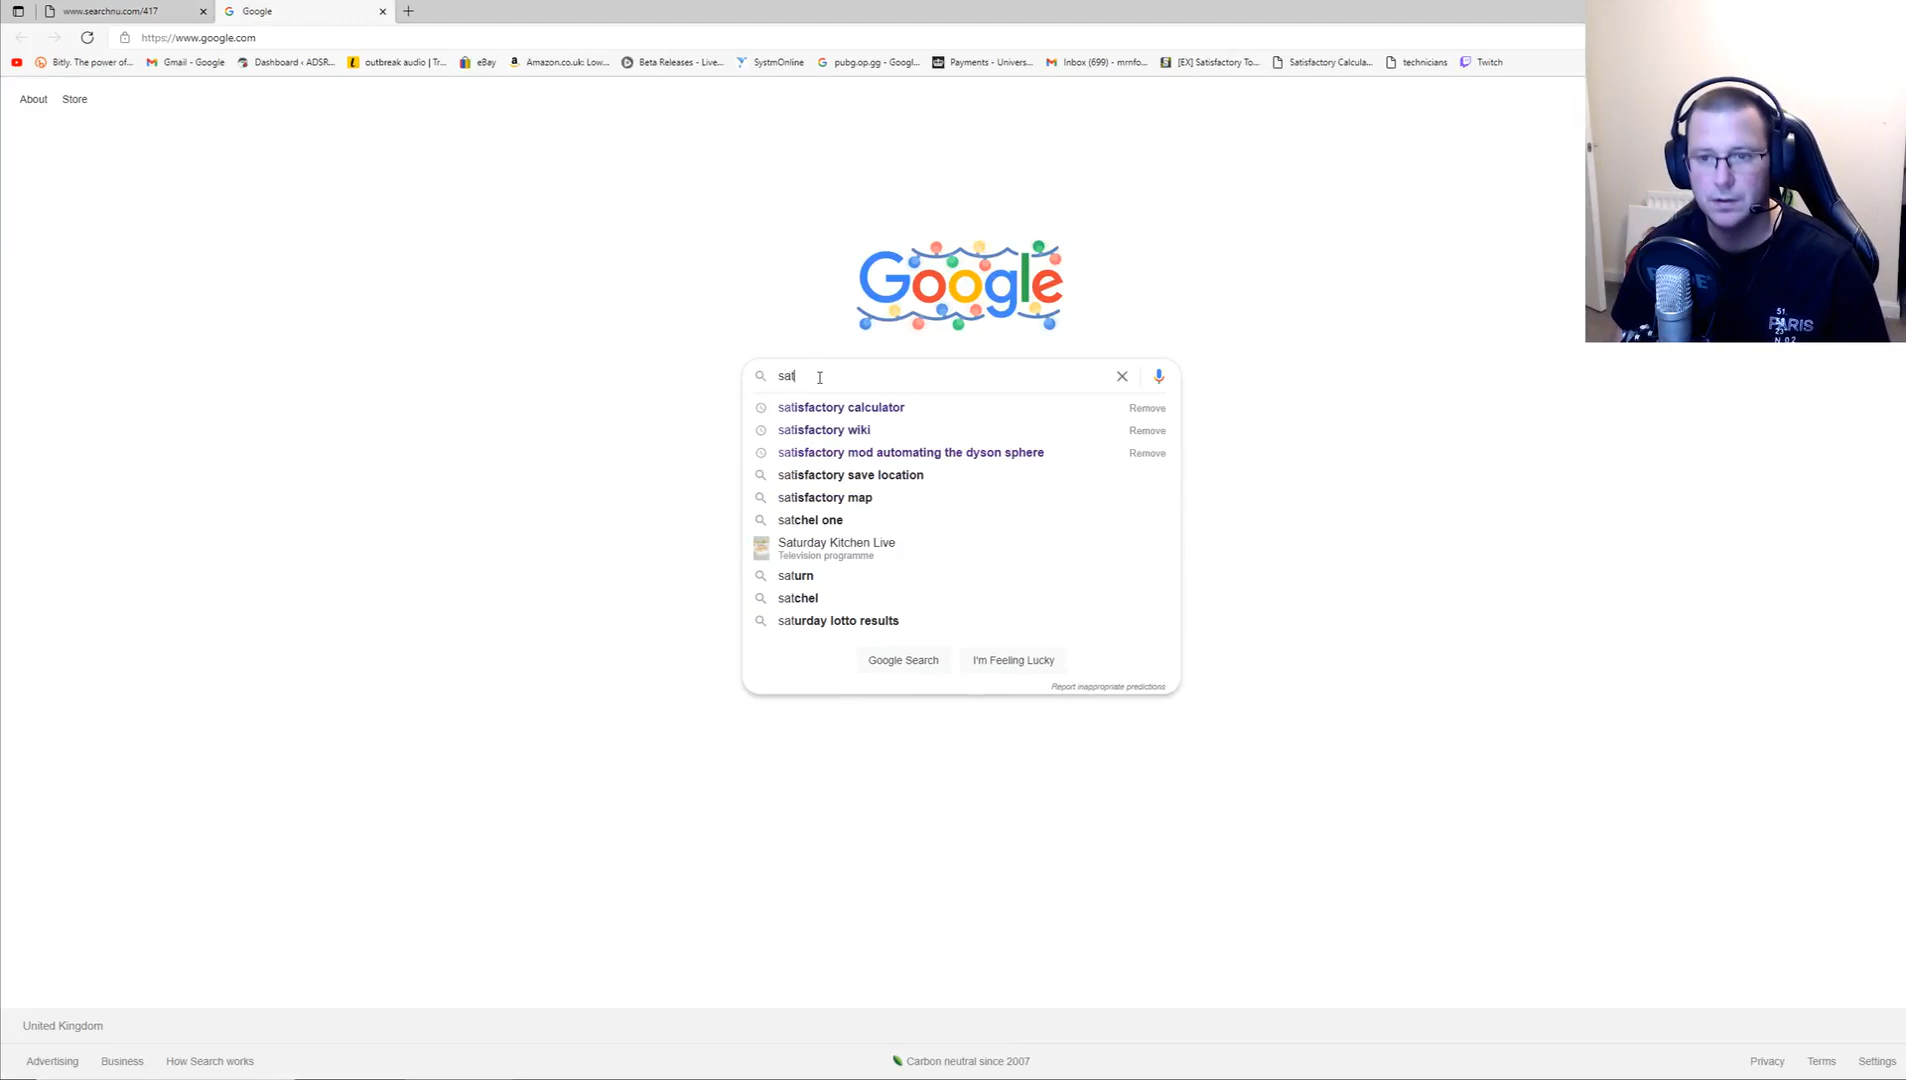 www.searchnu.com/417
Google
https://www.google.com
Bitly. The power of...
Gmail - Google
Dashboard ‹ ADSR...
outbreak audio | Tr...
eBay
Amazon.co.uk: Low...
Beta Releases - Live...
SystmOnline
pubg.op.gg - Googl...
Payments - Univers...
Inbox (699) - mrnfo...
[EX] Satisfactory To...
Satisfactory Calcula...
technicians
Twitch
About
Store
Google
sat
satisfactory calculator
Remove
satisfactory wiki
Remove
satisfactory mod automating the dyson sphere
Remove
satisfactory save location
satisfactory map
satchel one
Saturday Kitchen Live
Television programme
saturn
satchel
saturday lotto results
Google Search
I'm Feeling Lucky
Report inappropriate predictions
PARIS
United Kingdom
Advertising
Business
How Search works
Carbon neutral since 2007
Privacy
Terms
Settings